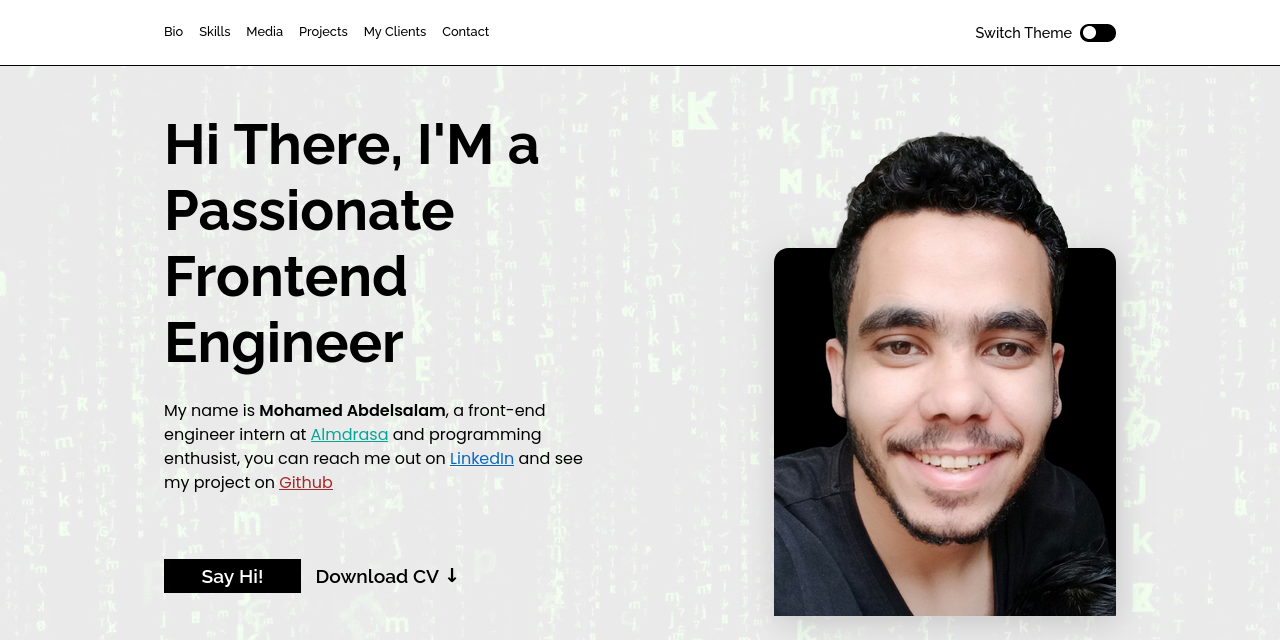 Bio Skills Media Projects My Clients Contact
Switch Theme
Hi There, I'M a
Passionate
Frontend
Engineer
My name is Mohamed Abdelsalam, a front-end
engineer intern at Almdrasa and programming
enthusist, you can reach me out on LinkedIn and see
my project on Github
Say Hi!
Download CV ↓